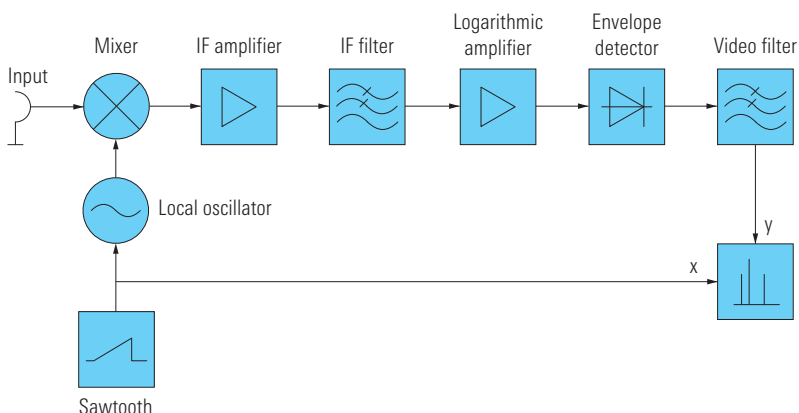 Input
Mixer
IF amplifier
IF filter
Logarithmic
amplifier
Envelope
detector
Video filter
Local oscillator
y
x
Sawtooth